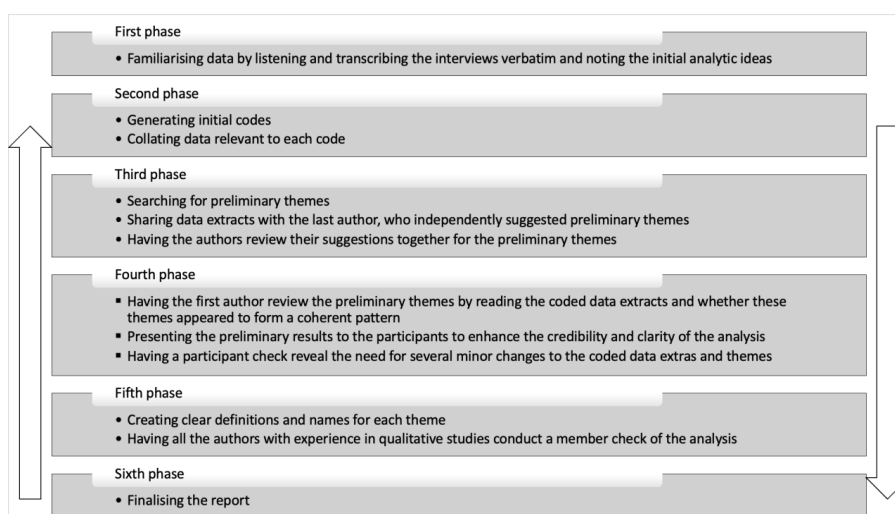 First phase
• Familiarising data by listening and transcribing the interviews verbatim and noting the initial analytic ideas
Second phase
• Generating initial codes
• Collating data relevant to each code
Third phase
• Searching for preliminary themes
• Sharing data extracts with the last author, who independently suggested preliminary themes
• Having the authors review their suggestions together for the preliminary themes
Fourth phase
▪ Having the first author review the preliminary themes by reading the coded data extracts and whether these
themes appeared to form a coherent pattern
▪ Presenting the preliminary results to the participants to enhance the credibility and clarity of the analysis
▪ Having a participant check reveal the need for several minor changes to the coded data extras and themes
Fifth phase
• Creating clear definitions and names for each theme
• Having all the authors with experience in qualitative studies conduct a member check of the analysis
Sixth phase
• Finalising the report